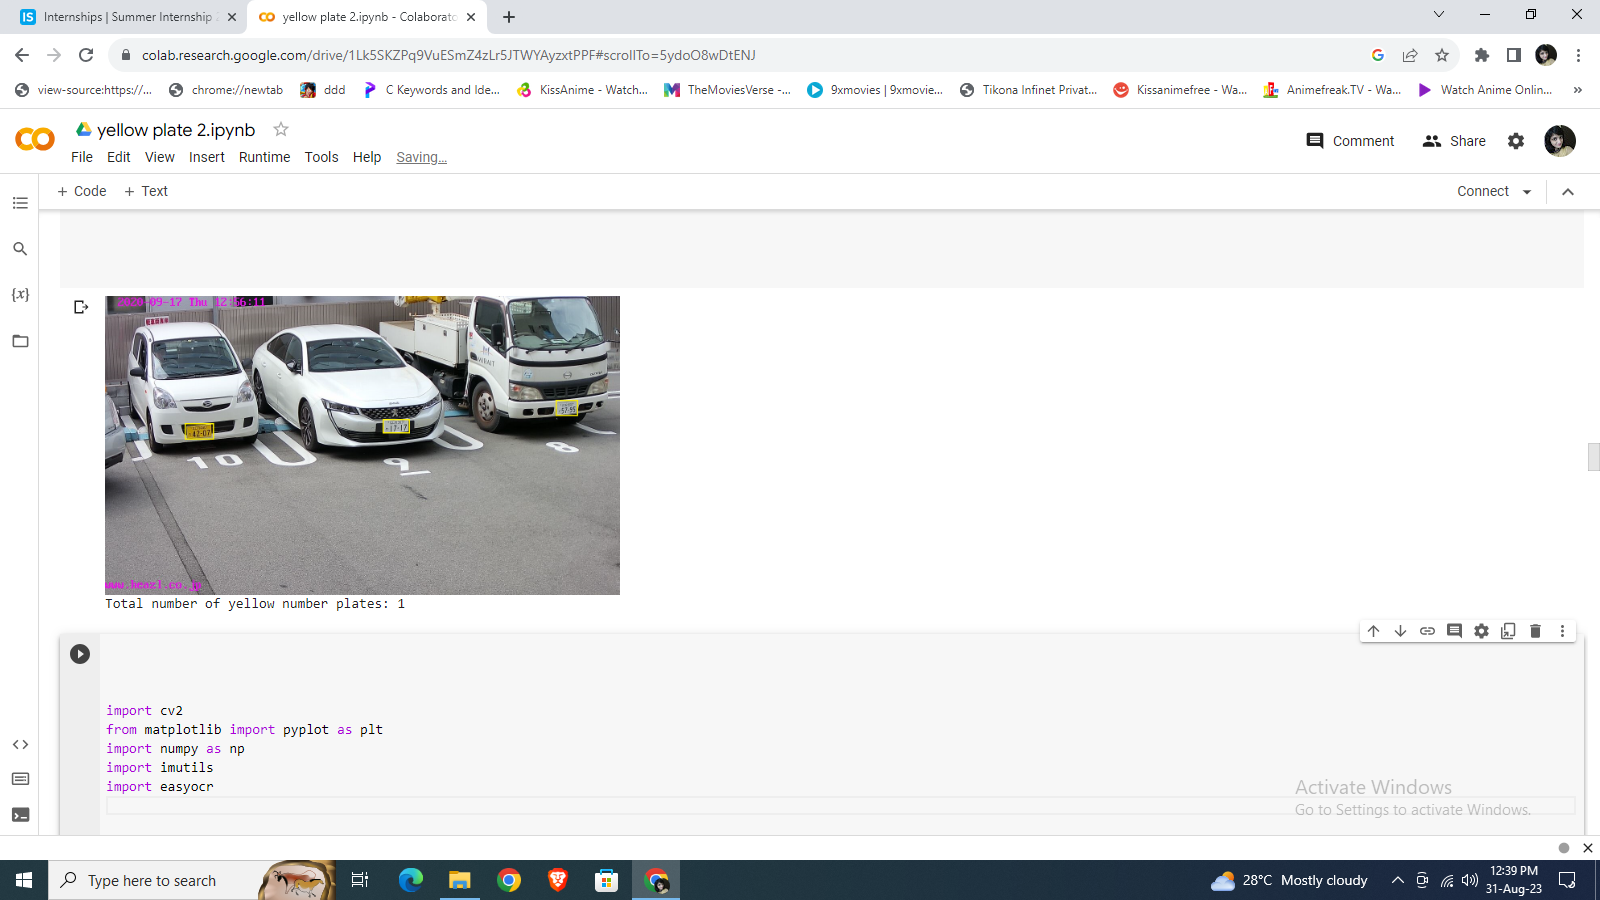 Internships | Summer Internship
yellow plate 2.ipynb - Colaborato
colab.research.google.com/drive/1Lk5SKZPq9VuESmZ4zLr5JTWYAyzxtPPF#scrollTo=5ydoO8wDtENJ
view-source:https://...
chrome://newtab
ddd
C Keywords and Ide...
KissAnime - Watch...
TheMoviesVerse -...
9xmovies | 9xmovie...
Tikona Infinet Privat...
Kissanimefree - Wa...
Animefreak.TV - Wa...
Watch Anime Onlin...
yellow plate 2.ipynb
File Edit View Insert Runtime Tools Help Saving...
Comment
Share
+ Code + Text
Connect
{x}
2020-09-17 Thu 12:56:11
42-07
17-17
10
9
8
Total number of yellow number plates: 1
import cv2
from matplotlib import pyplot as plt
import numpy as np
import imutils
import easyocr
Activate Windows
Go to Settings to activate Windows.
Type here to search
28°C Mostly cloudy
12:39 PM
31-Aug-23